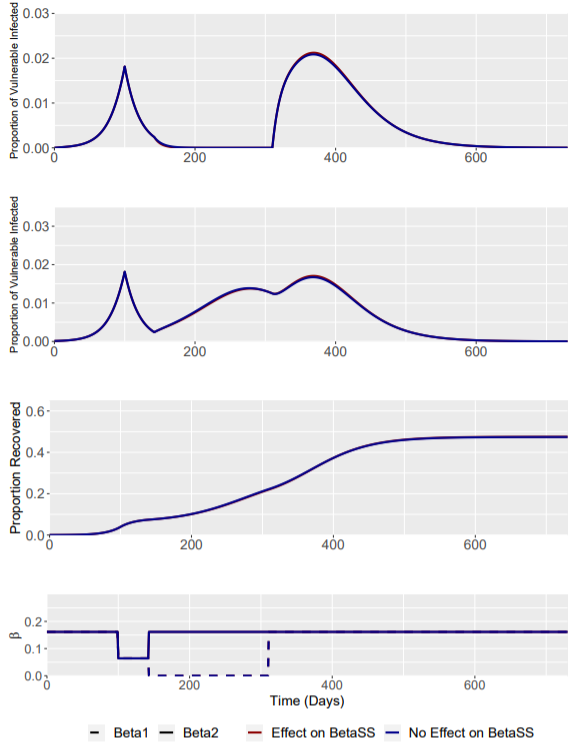 Proportion of Vulnerable Infected
0.03
0.02
0.01
0.00
0 200 400 600
Proportion of Vulnerable Infected
0.03
0.02
0.01
0.00
0 200 400 600
Proportion Recovered
0.6
0.4
0.2
0.0
0 200 400 600
β
0.2
0.1
0.0
0 200 400 600
Time (Days)
Beta1 Beta2 Effect on BetaSS No Effect on BetaSS